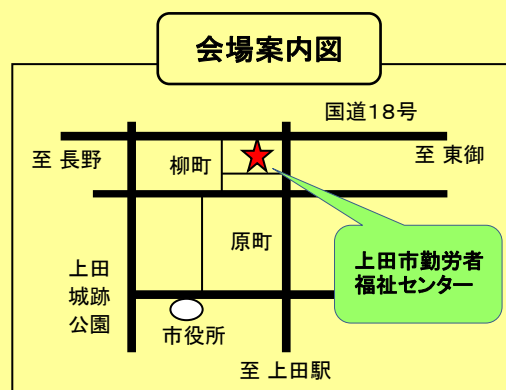 会場案内図
国道18号
至 長野
柳町
至 東御
原町
上田市勤労者
福祉センター
上田
城跡
公園
市役所
至 上田駅